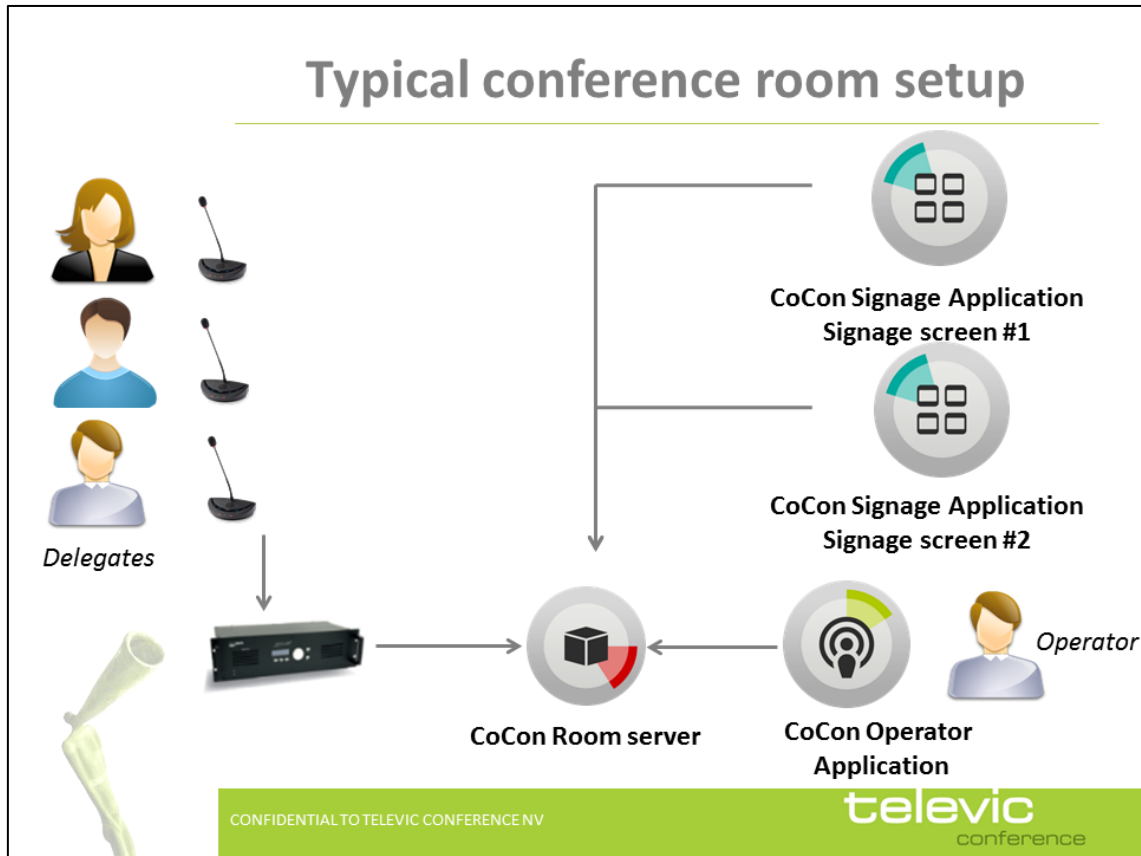 Typical conference room setup
CoCon Signage Application
Signage screen #1
CoCon Signage Application
Signage screen #2
Delegates
Operator
CoCon Room server
CoCon Operator
Application
CONFIDENTIAL TO TELEVIC CONFERENCE NV
televic
conference